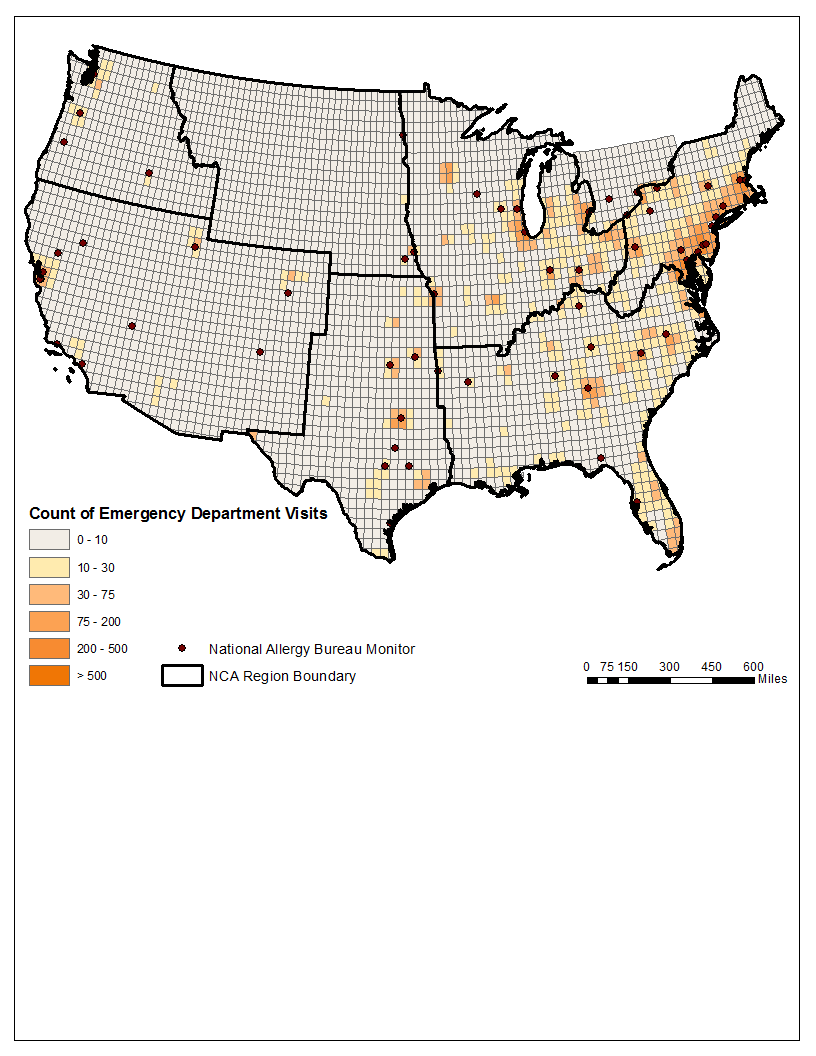 Count of Emergency Department Visits
0 - 10
10 - 30
30 - 75
75 - 200
200 - 500
> 500
National Allergy Bureau Monitor
NCA Region Boundary
0 75 150 300 450 600
Miles